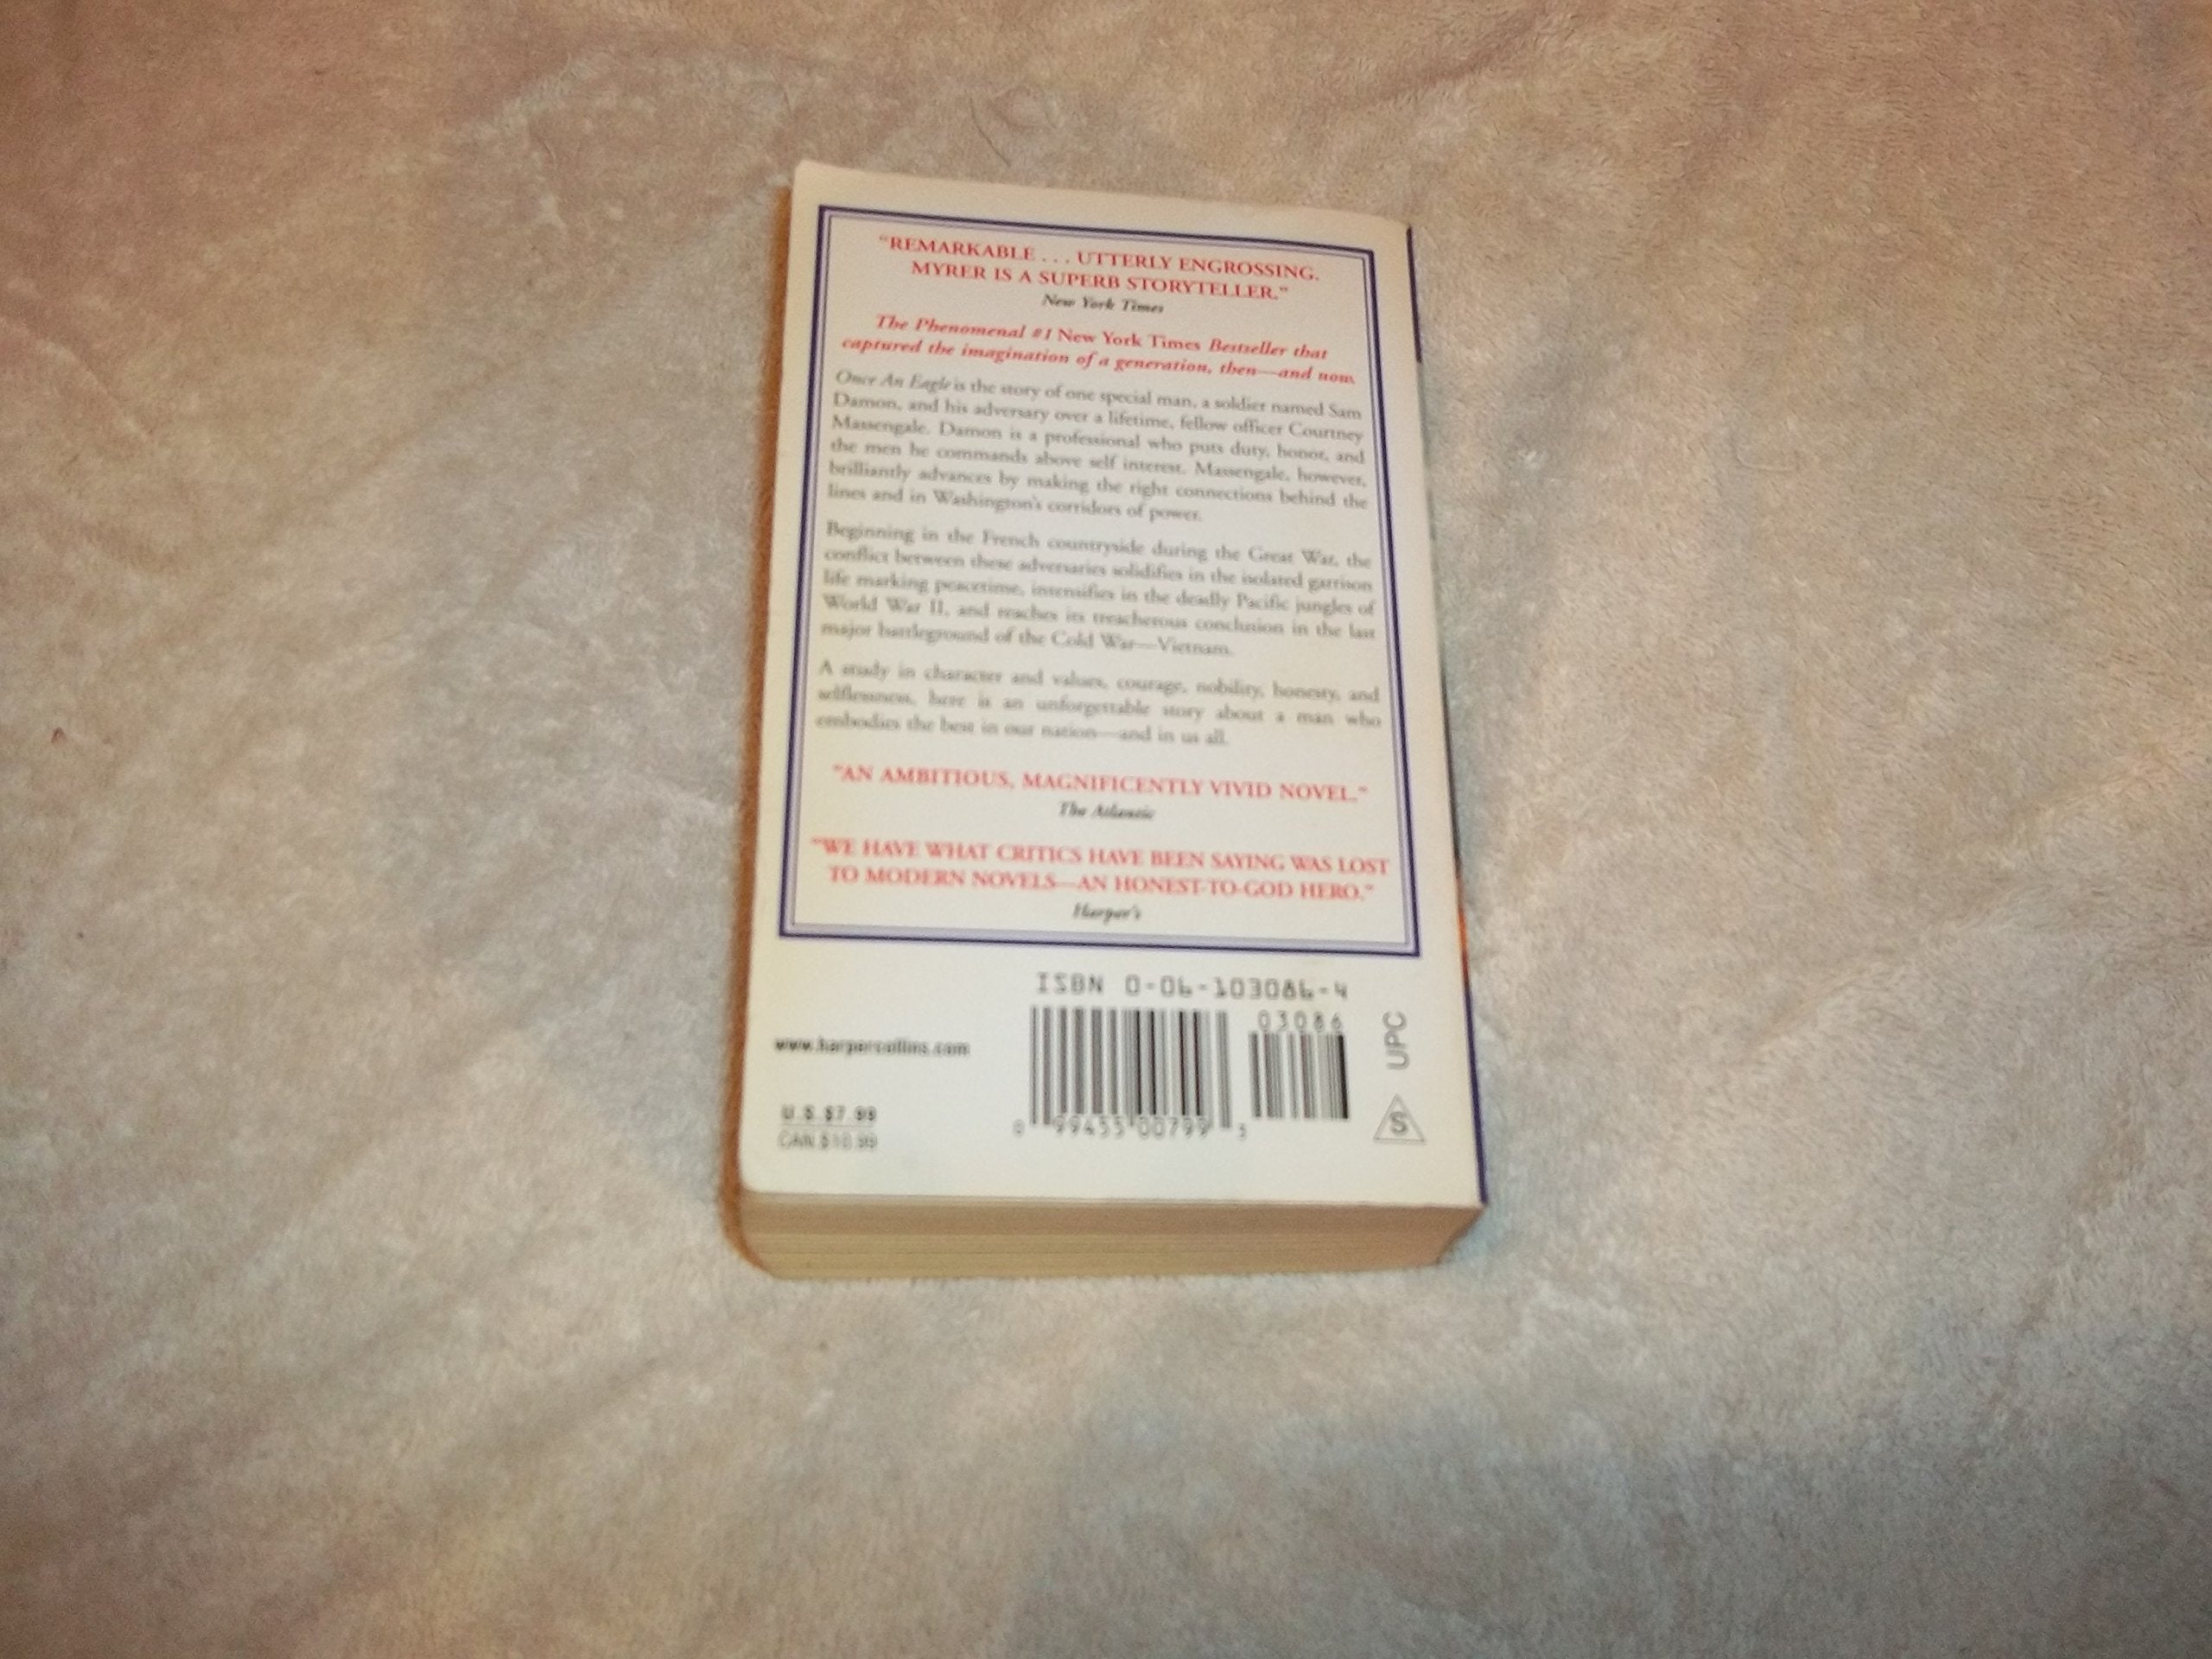 "REMARKABLE . . . UTTERLY ENGROSSING.
MYRER IS A SUPERB STORYTELLER."
New York Times
The Phenomenal #1 New York Times Bestseller that
captured the imagination of a generation, then—and now.
Once An Eagle is the story of one special man, a soldier named Sam
Damon, and his adversary over a lifetime, fellow officer Courtney
Massengale. Damon is a professional who puts duty, honor, and
the men he commands above self interest. Massengale, however,
brilliantly advances by making the right connections behind the
lines and in Washington's corridors of power.
Beginning in the French countryside during the Great War, the
conflict between these adversaries solidifies in the isolated garrison
life marking peacetime, intensifies in the deadly Pacific jungles of
World War II, and reaches its treacherous conclusion in the last
major battleground of the Cold War—Vietnam.
A study in character and values, courage, nobility, honesty, and
selflessness, here is an unforgettable story about a man who
embodies the best in our nation—and in us all.
"AN AMBITIOUS, MAGNIFICENTLY VIVID NOVEL."
The Atlantic
"WE HAVE WHAT CRITICS HAVE BEEN SAYING WAS LOST
TO MODERN NOVELS—AN HONEST-TO-GOD HERO."
Harper's
ISBN 0-06-103086-4
03086
UPC
www.harpercollins.com
U.S. $7.99
CAN $10.99
0 99455 00799 5
S